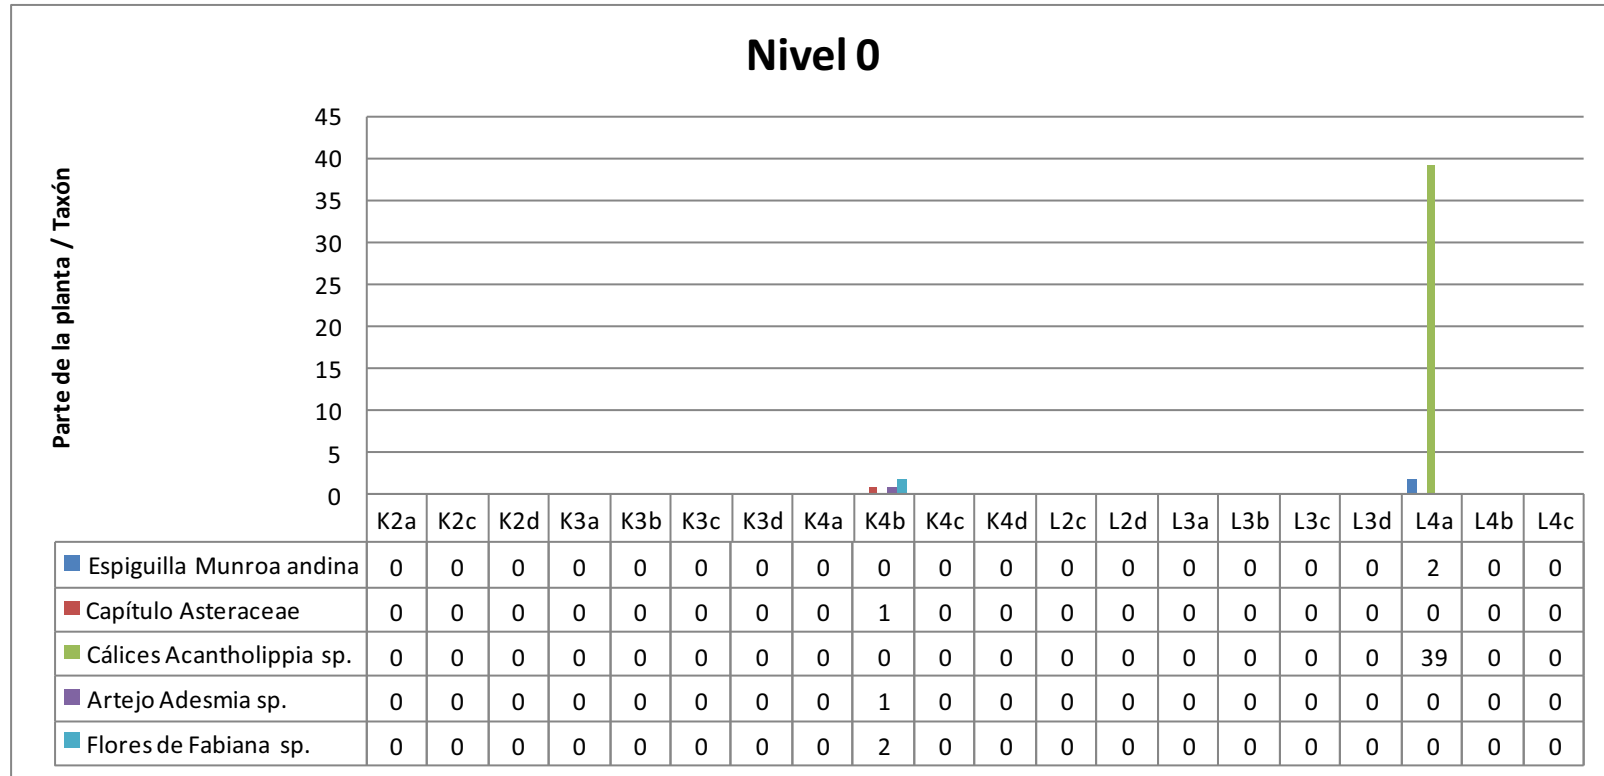 Nivel 0
Parte de la planta / Taxón
45
40
35
30
25
20
15
10
5
0
K2a K2c K2d K3a K3b K3c K3d K4a K4b K4c K4d L2c L2d L3a L3b L3c L3d L4a L4b L4c
Espiguilla Munroa andina 0 0 0 0 0 0 0 0 0 0 0 0 0 0 0 0 0 2 0 0
Capítulo Asteraceae 0 0 0 0 0 0 0 0 1 0 0 0 0 0 0 0 0 0 0 0
Cálices Acantholippia sp. 0 0 0 0 0 0 0 0 0 0 0 0 0 0 0 0 0 39 0 0
Artejo Adesmia sp. 0 0 0 0 0 0 0 0 1 0 0 0 0 0 0 0 0 0 0 0
Flores de Fabiana sp. 0 0 0 0 0 0 0 0 2 0 0 0 0 0 0 0 0 0 0 0